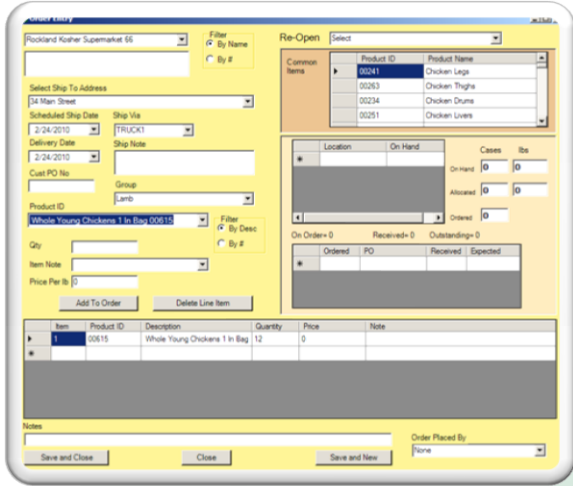 Order Entry
Rockland Kosher Supermarket 66
Filter
By Name
By #
Re-Open
Select
Common Items
Product ID Product Name
00241 Chicken Legs
00263 Chicken Thighs
00234 Chicken Drums
00251 Chicken Livers
Select Ship To Address
34 Main Street
Scheduled Ship Date Ship Via
2/24/2010 TRUCK1
Delivery Date Ship Note
2/24/2010
Cust PO No
Group
Lamb
Product ID
Whole Young Chickens 1 In Bag 00615
Filter
By Desc
By #
Qty
Item Note
Price Per lb 0
Add To Order Delete Line Item
Location On Hand
Cases lbs
On Hand 0 0
Allocated 0 0
Ordered 0
On Order= 0 Received= 0 Outstanding= 0
Ordered PO Received Expected
Item Product ID Description Quantity Price Note
1 00615 Whole Young Chickens 1 In Bag 12 0
Notes
Order Placed By
None
Save and Close Close Save and New